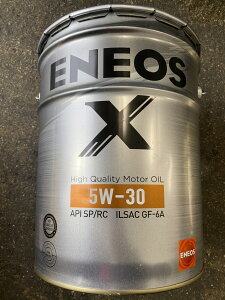 ENEOS
X
High Quality Motor OIL
5W-30
API SP/RC ILSAC GF-6A
ENEOS